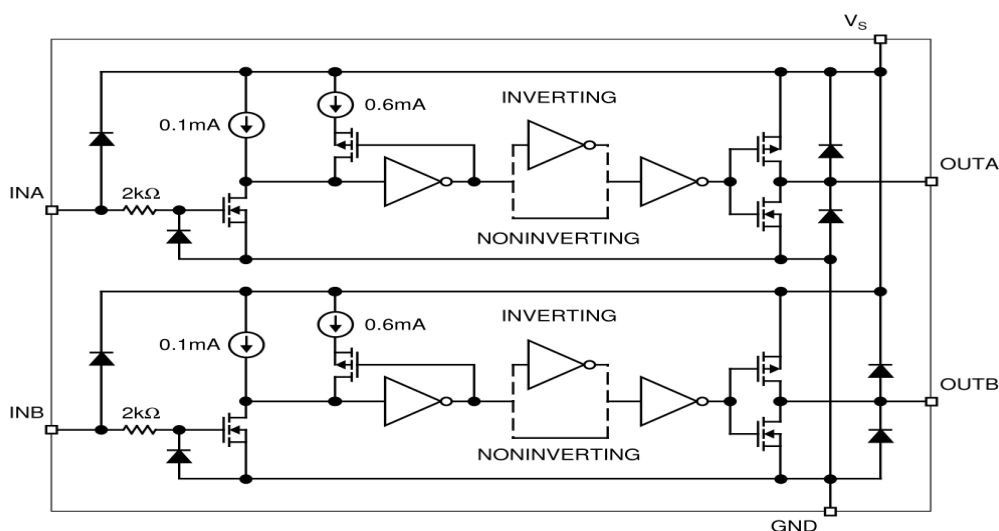 VS
INVERTING
0.6mA
0.1mA
OUTA
INA
2kΩ
NONINVERTING
INVERTING
0.6mA
0.1mA
OUTB
INB
2kΩ
NONINVERTING
GND